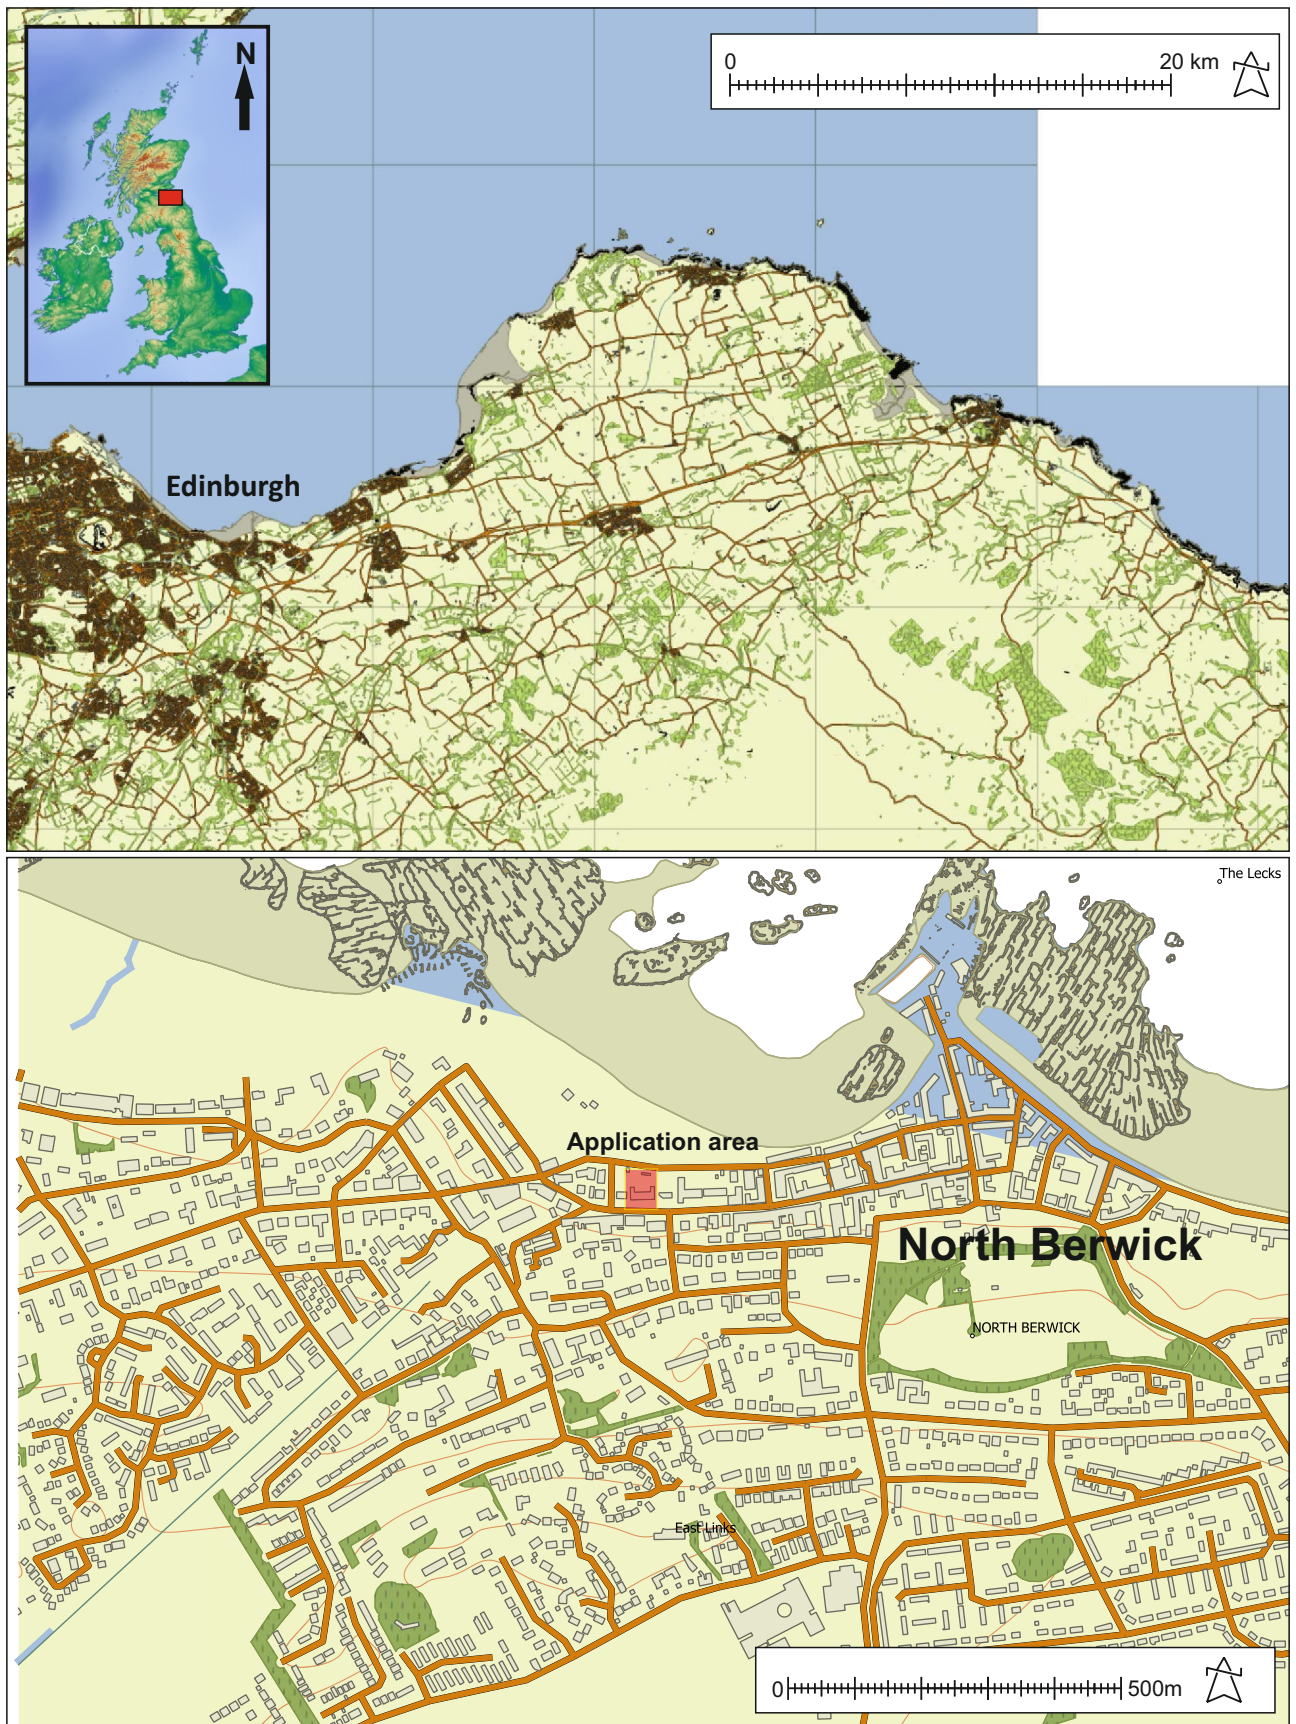 N
0
20 km
Edinburgh
The Lecks
Application area
North Berwick
NORTH BERWICK
East Links
0
500m